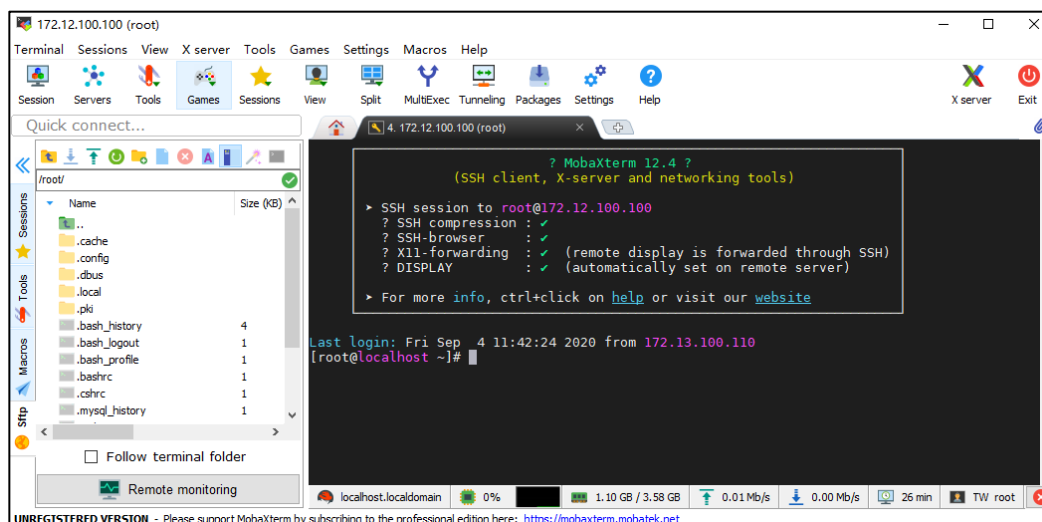 172.12.100.100 (root)
Terminal Sessions View X server Tools Games Settings Macros Help
Session Servers Tools Games Sessions View Split MultiExec Tunneling Packages Settings Help X server Exit
Quick connect...
4. 172.12.100.100 (root)
/root/
Name Size (KB)
..
.cache
.config
.dbus
.local
.pki
.bash_history 4
.bash_logout 1
.bash_profile 1
.bashrc 1
.cshrc 1
.mysql_history 1
Sessions
Tools
Macros
Sftp
Follow terminal folder
Remote monitoring
? MobaXterm 12.4 ?
(SSH client, X-server and networking tools)
➤ SSH session to root@172.12.100.100
? SSH compression : ✔
? SSH-browser : ✔
? X11-forwarding : ✔ (remote display is forwarded through SSH)
? DISPLAY : ✔ (automatically set on remote server)
➤ For more info, ctrl+click on help or visit our website
Last login: Fri Sep 4 11:42:24 2020 from 172.13.100.110
[root@localhost ~]#
localhost.localdomain 0% 1.10 GB / 3.58 GB 0.01 Mb/s 0.00 Mb/s 26 min TW root
UNREGISTERED VERSION - Please support MobaXterm by subscribing to the professional edition here: https://mobaxterm.mobatek.net